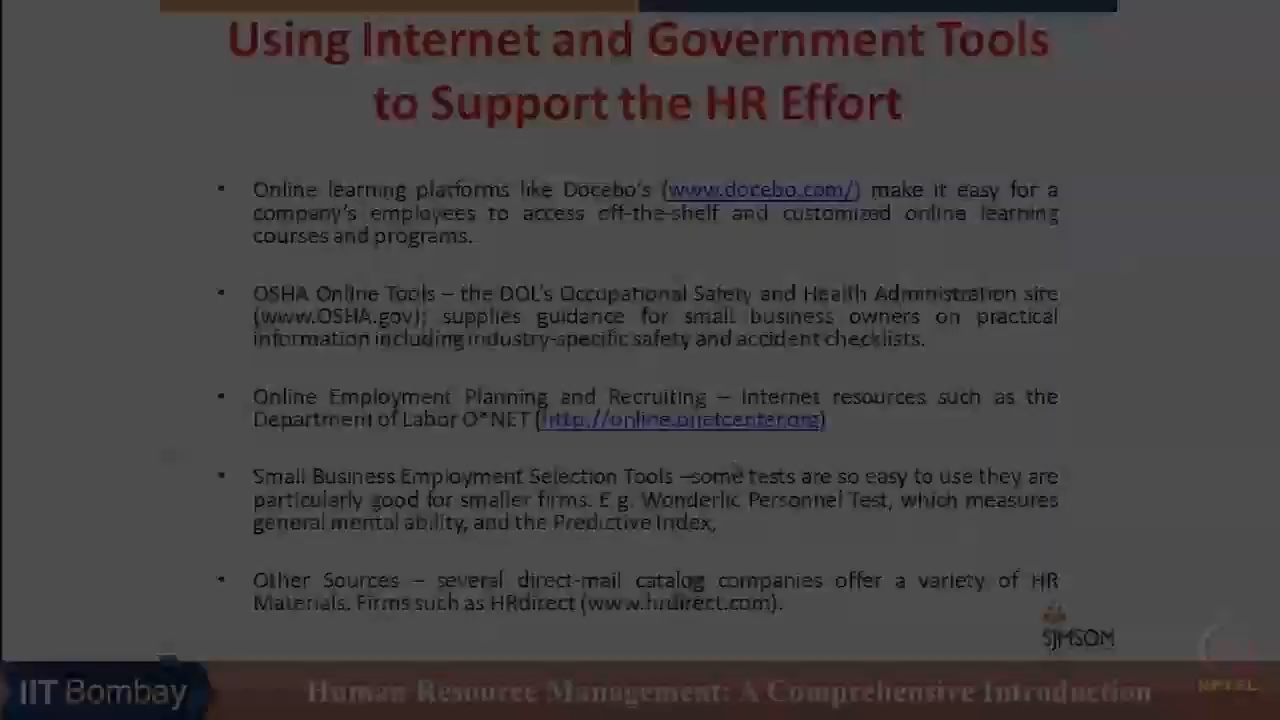 Using Internet and Government Tools
to Support the HR Effort
• Online learning platforms like Docebo's (www.docebo.com/) make it easy for a
company's employees to access off-the-shelf and customized online learning
courses and programs.
• OSHA Online Tools – the DOL's Occupational Safety and Health Administration site
(www.OSHA.gov); supplies guidance for small business owners on practical
information including industry-specific safety and accident checklists.
• Online Employment Planning and Recruiting – Internet resources such as the
Department of Labor O*NET (http://online.onetcenter.org)
• Small Business Employment Selection Tools –some tests are so easy to use they are
particularly good for smaller firms. E g. Wonderlic Personnel Test, which measures
general mental ability, and the Predictive Index,
• Other Sources – several direct-mail catalog companies offer a variety of HR
Materials. Firms such as HRdirect (www.hrdirect.com).
SJMSOM
IIT Bombay
Human Resource Management: A Comprehensive Introduction
NPTEL